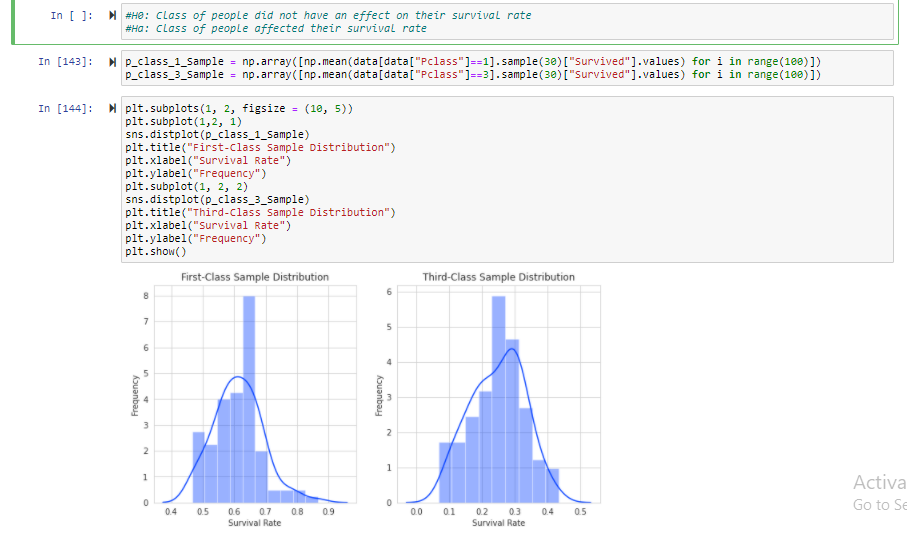 In [ ]: #H0: Class of people did not have an effect on their survival rate
#Ha: Class of people affected their survival rate
In [143]: p_class_1_Sample = np.array([np.mean(data[data["Pclass"]==1].sample(30)["Survived"].values) for i in range(100)])
p_class_3_Sample = np.array([np.mean(data[data["Pclass"]==3].sample(30)["Survived"].values) for i in range(100)])
In [144]: plt.subplots(1, 2, figsize = (10, 5))
plt.subplot(1,2, 1)
sns.distplot(p_class_1_Sample)
plt.title("First-Class Sample Distribution")
plt.xlabel("Survival Rate")
plt.ylabel("Frequency")
plt.subplot(1, 2, 2)
sns.distplot(p_class_3_Sample)
plt.title("Third-Class Sample Distribution")
plt.xlabel("Survival Rate")
plt.ylabel("Frequency")
plt.show()
First-Class Sample Distribution
8
7
6
5
4
3
2
1
0
Frequency
0.4 0.5 0.6 0.7 0.8 0.9
Survival Rate
Third-Class Sample Distribution
6
5
4
3
2
1
0
Frequency
0.0 0.1 0.2 0.3 0.4 0.5
Survival Rate
Activa
Go to Se